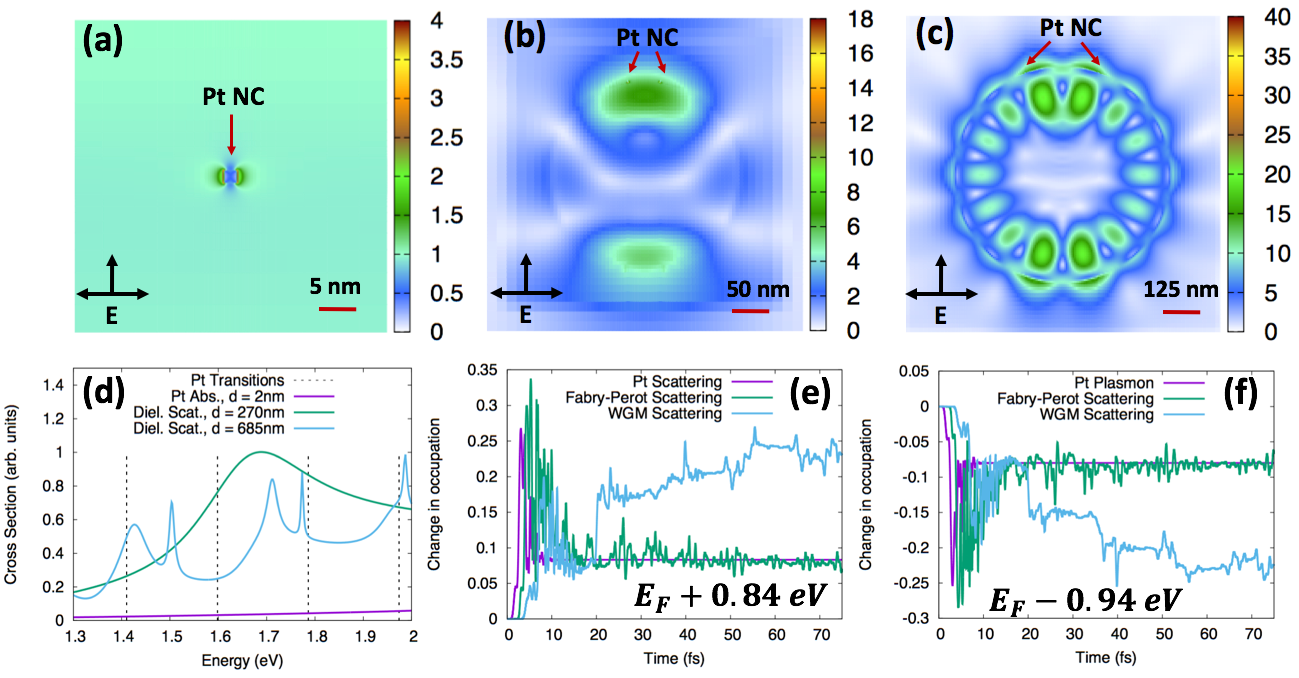 (a)
Pt NC
E
5 nm
4
3.5
3
2.5
2
1.5
1
0.5
0
(b)
Pt NC
E
50 nm
18
16
14
12
10
8
6
4
2
0
(c)
Pt NC
E
125 nm
40
35
30
25
20
15
10
5
0
(d)
Pt Transitions
Pt Abs., d = 2nm
Diel. Scat., d = 270nm
Diel. Scat., d = 685nm
Cross Section (arb. units)
1.4
1.2
1
0.8
0.6
0.4
0.2
0
1.3 1.4 1.5 1.6 1.7 1.8 1.9 2
Energy (eV)
(e)
Pt Scattering
Fabry-Perot Scattering
WGM Scattering
Change in occupation
0.35
0.3
0.25
0.20
0.15
0.1
0.05
0
E_F + 0.84 eV
0 10 20 30 40 50 60 70
Time (fs)
(f)
Pt Plasmon
Fabry-Perot Scattering
WGM Scattering
Change in occupation
0.05
0
-0.05
-0.1
-0.15
-0.2
-0.25
-0.3
E_F − 0.94 eV
0 10 20 30 40 50 60 70
Time (fs)